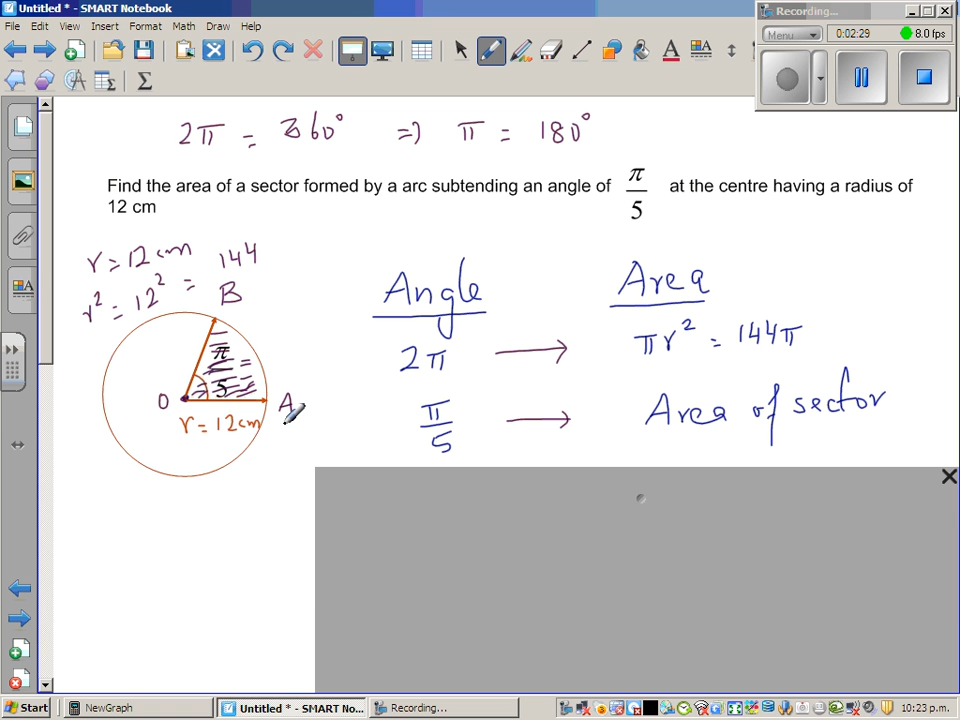 Untitled * - SMART Notebook
File Edit View Insert Format Math Draw Help
Recording...
Menu 0:02:29 8.0 fps
2π = 360° => π = 180°
Find the area of a sector formed by a arc subtending an angle of π/5 at the centre having a radius of
12 cm
r = 12 cm
r² = 12² = 144
B
π/5
O A
r = 12 cm
Angle Area
2π → πr² = 144π
π/5 → Area of sector
Start NewGraph Untitled * - SMART No... Recording... 10:23 p.m.